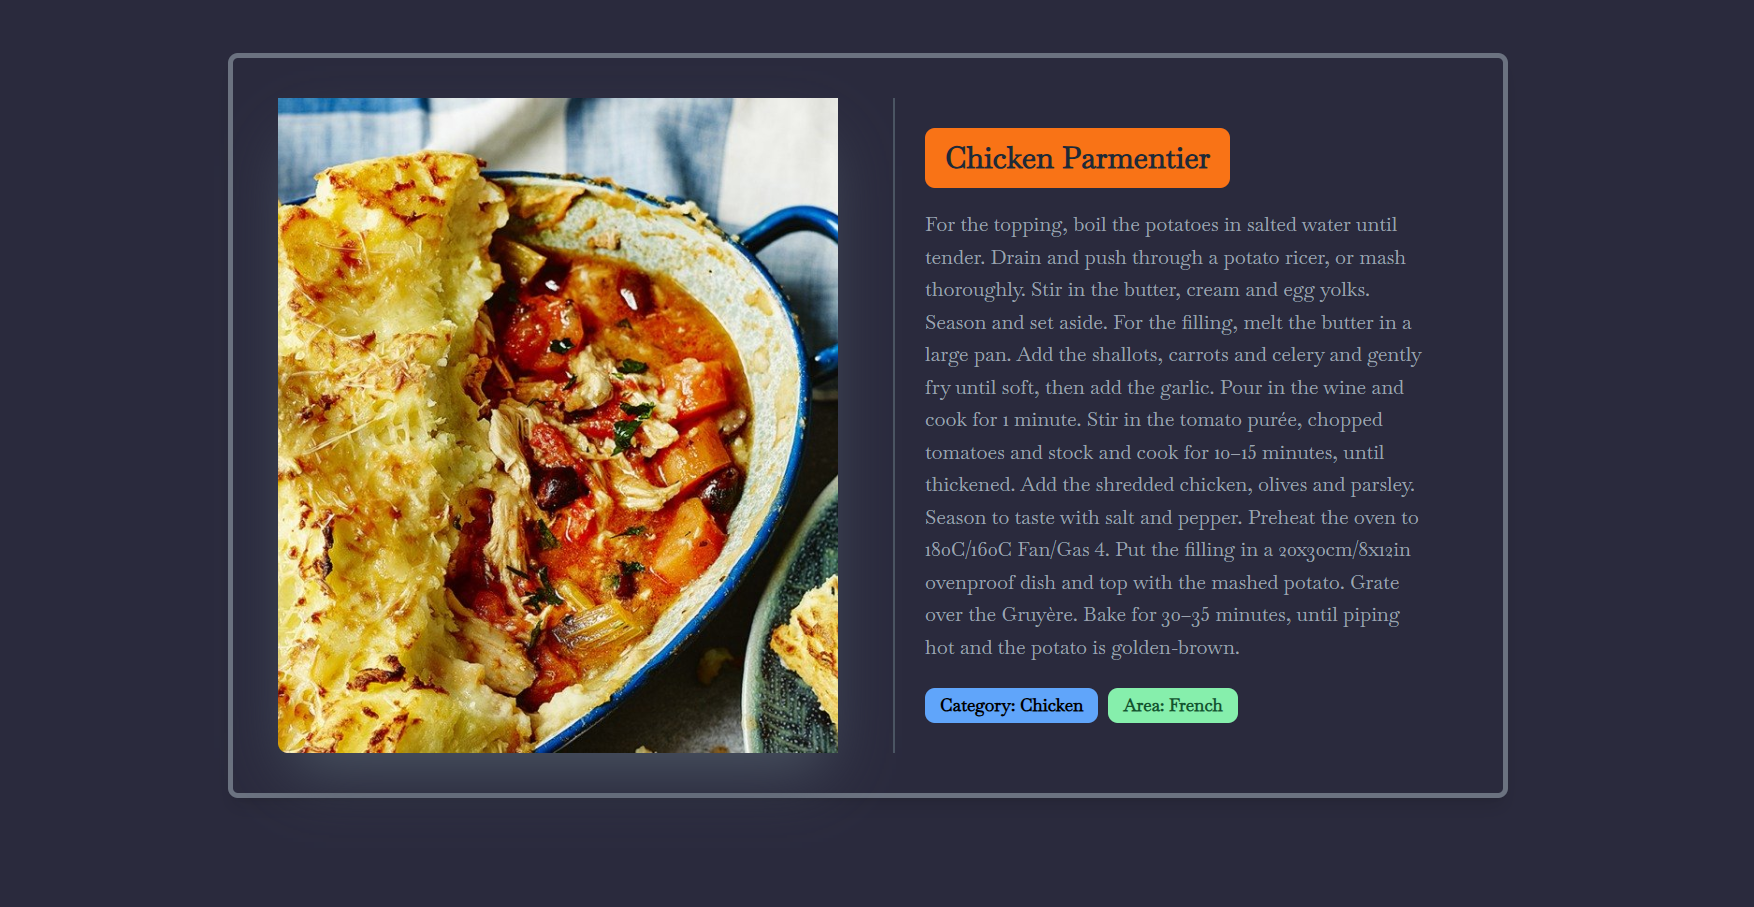 Chicken Parmentier
For the topping, boil the potatoes in salted water until
tender. Drain and push through a potato ricer, or mash
thoroughly. Stir in the butter, cream and egg yolks.
Season and set aside. For the filling, melt the butter in a
large pan. Add the shallots, carrots and celery and gently
fry until soft, then add the garlic. Pour in the wine and
cook for 1 minute. Stir in the tomato purée, chopped
tomatoes and stock and cook for 10–15 minutes, until
thickened. Add the shredded chicken, olives and parsley.
Season to taste with salt and pepper. Preheat the oven to
180C/160C Fan/Gas 4. Put the filling in a 20x30cm/8x12in
ovenproof dish and top with the mashed potato. Grate
over the Gruyère. Bake for 30–35 minutes, until piping
hot and the potato is golden-brown.
Category: Chicken
Area: French